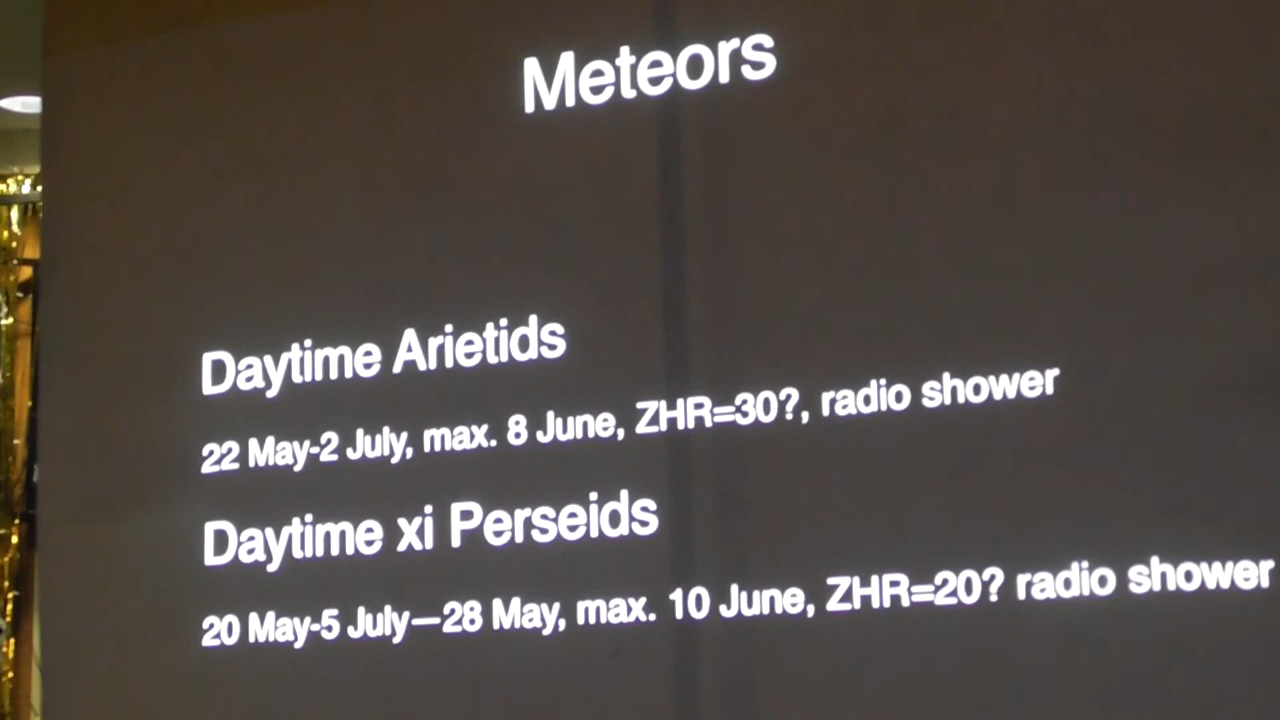 Meteors
Daytime Arietids
22 May-2 July, max. 8 June, ZHR=30?, radio shower
Daytime xi Perseids
20 May-5 July—28 May, max. 10 June, ZHR=20? radio shower